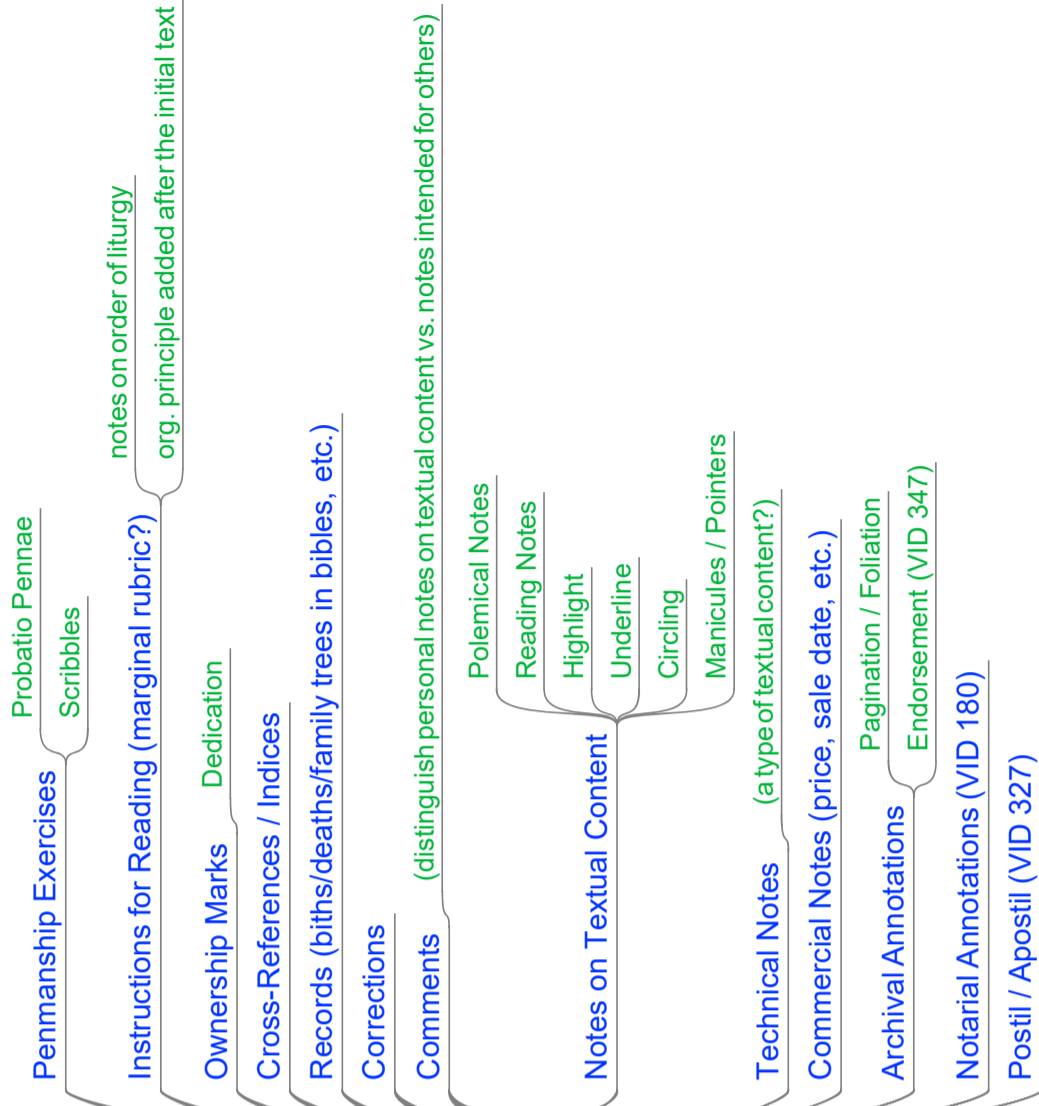 Penmanship Exercises
Probatio Pennae
Scribbles
Instructions for Reading (marginal rubric?)
notes on order of liturgy
org. principle added after the initial text
Ownership Marks
Dedication
Cross-References / Indices
Records (biths/deaths/family trees in bibles, etc.)
Corrections
Comments
(distinguish personal notes on textual content vs. notes intended for others)
Notes on Textual Content
Polemical Notes
Reading Notes
Highlight
Underline
Circling
Manicules / Pointers
Technical Notes
(a type of textual content?)
Commercial Notes (price, sale date, etc.)
Archival Annotations
Pagination / Foliation
Endorsement (VID 347)
Notarial Annotations (VID 180)
Postil / Apostil (VID 327)